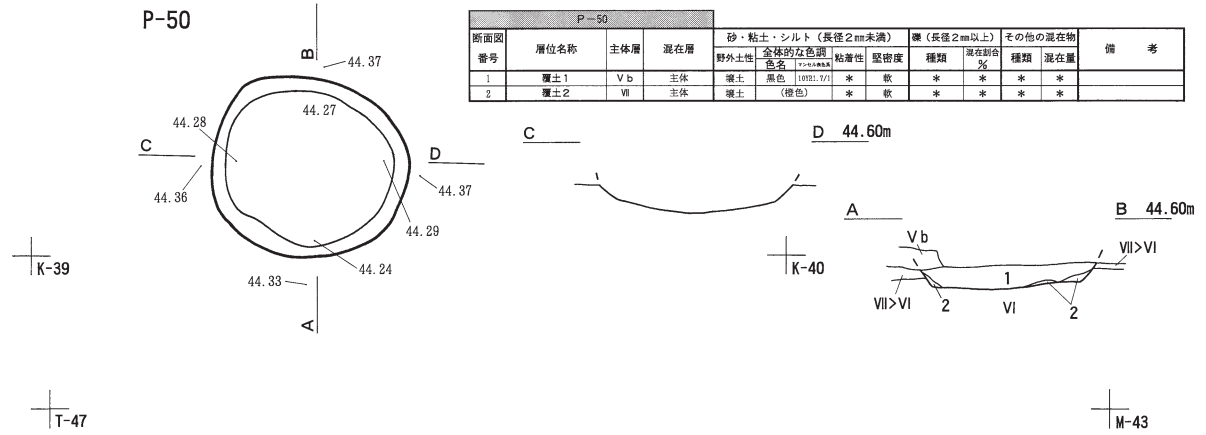 P-50
P-50
断面図番号 層位名称 主体層 混在層 砂・粘土・シルト(長径2㎜未満) 礫(長径2㎜以上) その他の混在物 備 考
野外土性 全体的な色調 粘着性 堅密度 種類 混在割合% 種類 混在量
色名 マンセル表色系
1 覆土1 Ⅴb 主体 壌土 黒色 10YR1.7/1 * 軟 * * * *
2 覆土2 Ⅶ 主体 壌土 (橙色) * 軟 * * * *
B
44.37
44.27
44.28
C
D
44.36
44.37
44.29
44.24
44.33
A
C
D 44.60m
A
B 44.60m
Ⅴb
Ⅶ>Ⅵ
1
Ⅶ>Ⅵ
2
Ⅵ
2
K-39
K-40
T-47
M-43